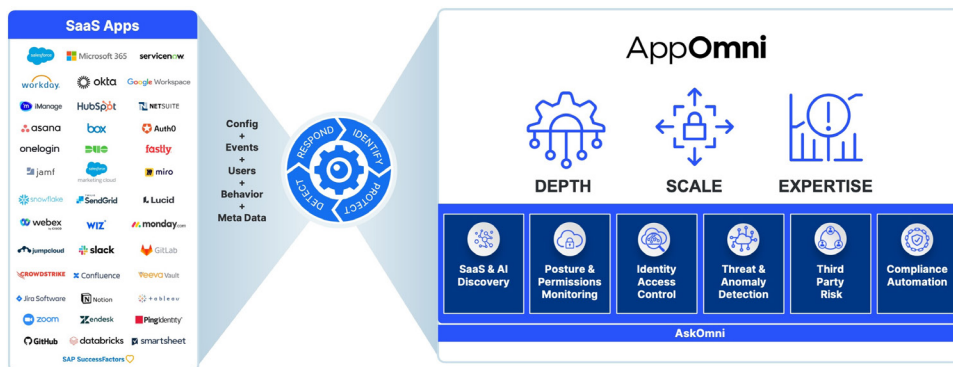 SaaS Apps
salesforce
Microsoft 365
servicenow
workday.
okta
Google Workspace
iManage
HubSpot
NETSUITE
asana
box
Auth0
onelogin
DUO
fastly
jamf
salesforce
marketing cloud
miro
snowflake
SendGrid
Lucid
webex
by CISCO
WIZ
monday.com
jumpcloud
slack
GitLab
CROWDSTRIKE
Confluence
Veeva Vault
Jira Software
Notion
+ a b l e a u
zoom
zendesk
PingIdentity
GitHub
databricks
smartsheet
SAP SuccessFactors
Config
+
Events
+
Users
+
Behavior
+
Meta Data
RESPOND
IDENTIFY
DETECT
PROTECT
AppOmni
DEPTH
SCALE
EXPERTISE
SaaS & AI
Discovery
Posture &
Permissions
Monitoring
Identity
Access
Control
Threat &
Anomaly
Detection
Third
Party
Risk
Compliance
Automation
AskOmni